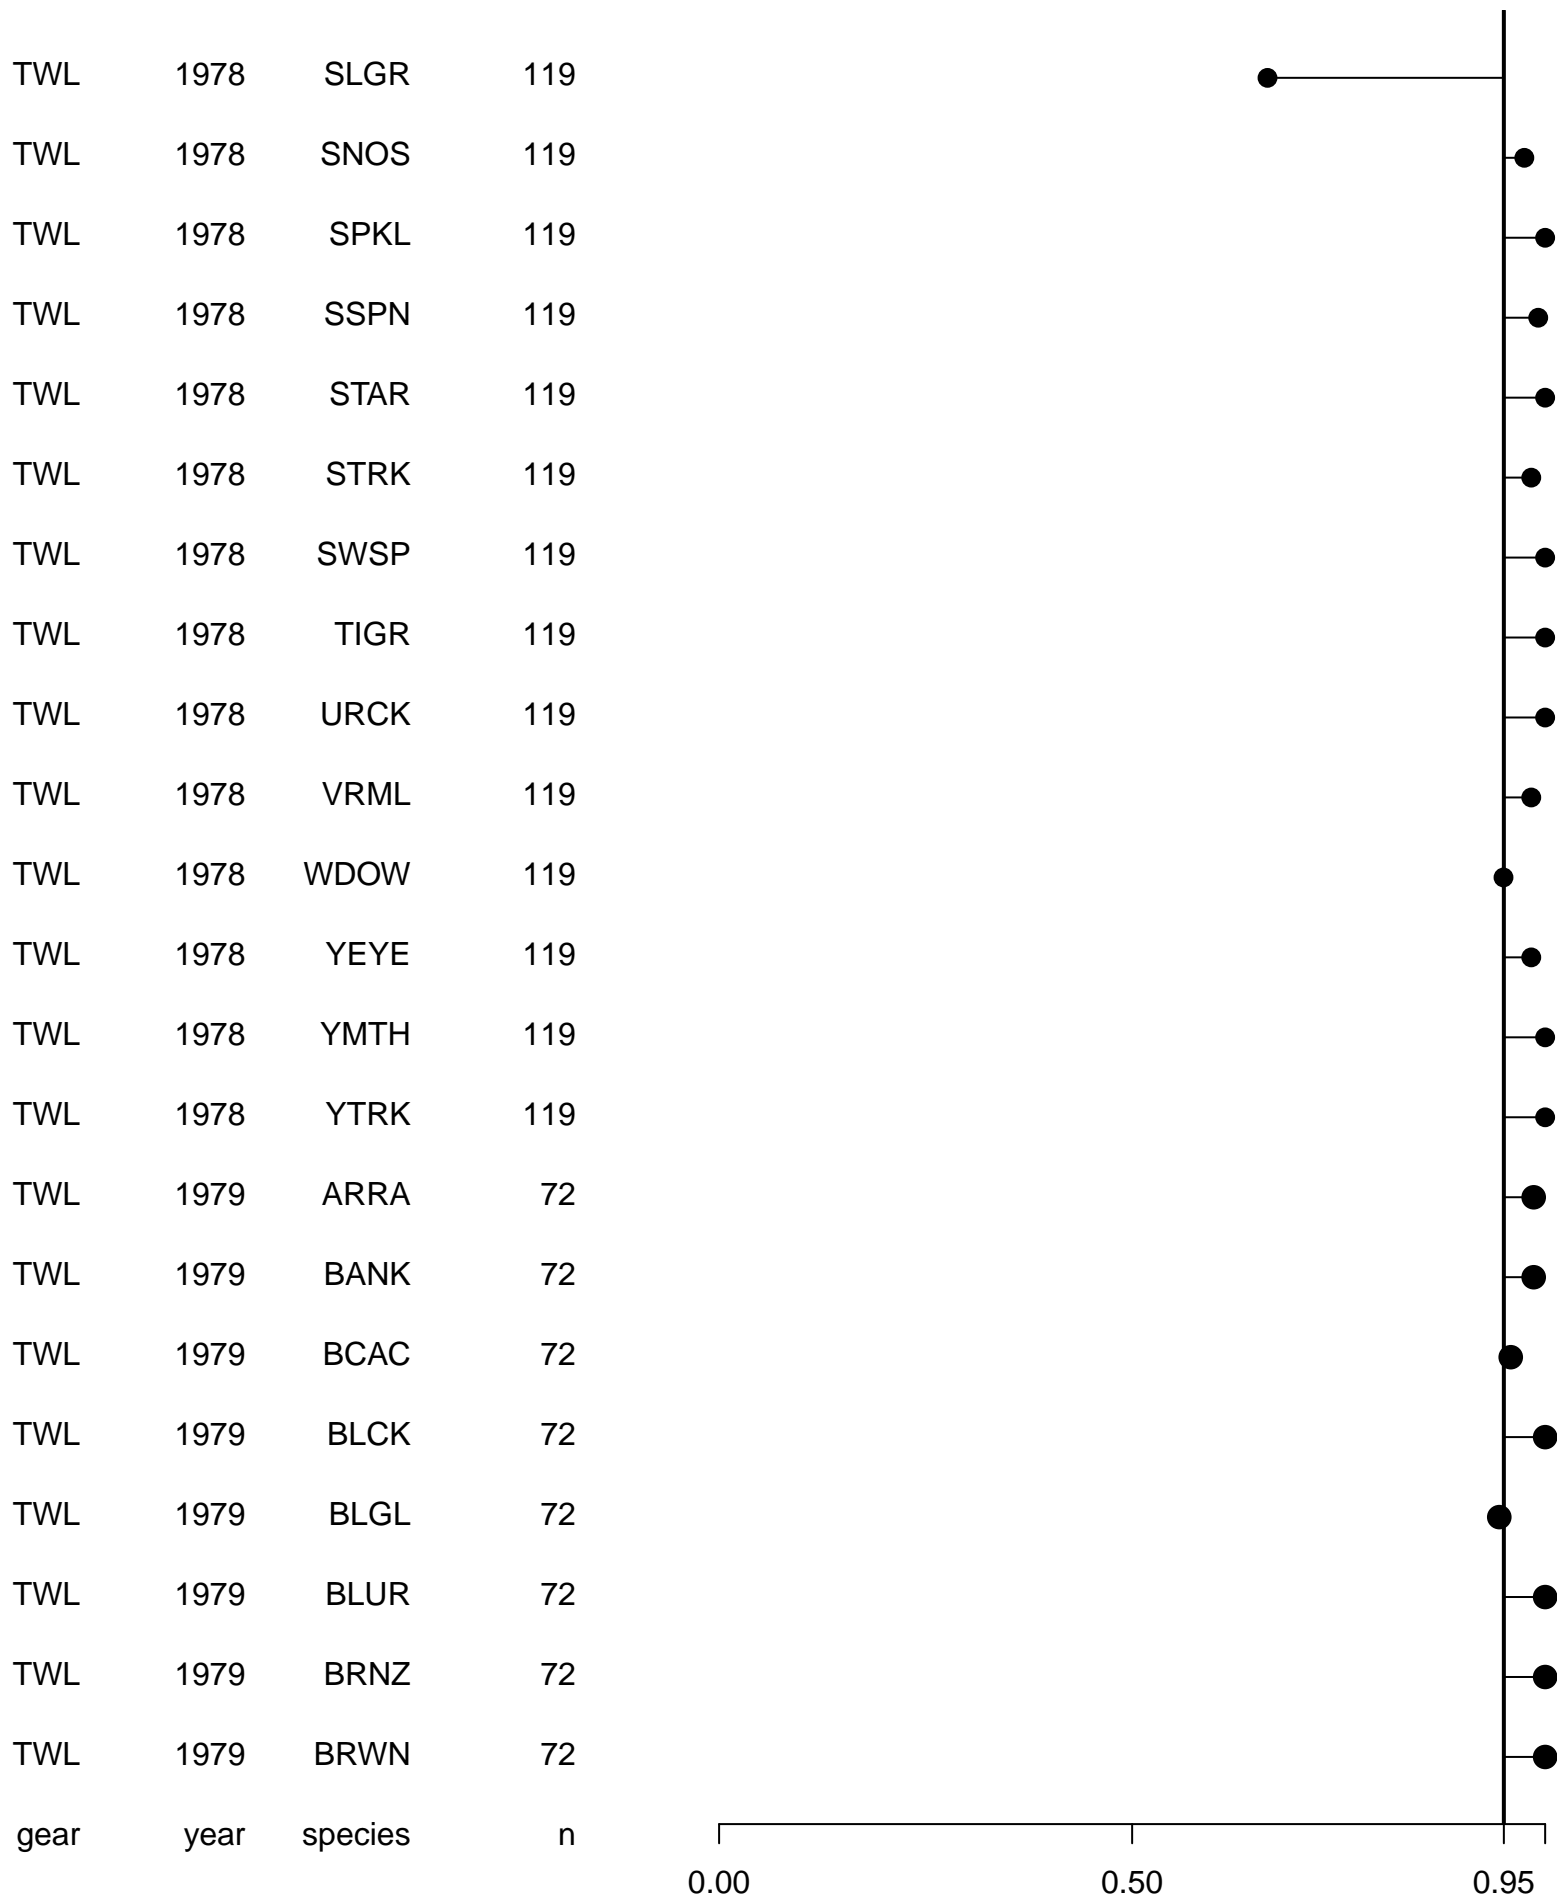 TWL 1978 SLGR 119
TWL 1978 SNOS 119
TWL 1978 SPKL 119
TWL 1978 SSPN 119
TWL 1978 STAR 119
TWL 1978 STRK 119
TWL 1978 SWSP 119
TWL 1978 TIGR 119
TWL 1978 URCK 119
TWL 1978 VRML 119
TWL 1978 WDOW 119
TWL 1978 YEYE 119
TWL 1978 YMTH 119
TWL 1978 YTRK 119
TWL 1979 ARRA 72
TWL 1979 BANK 72
TWL 1979 BCAC 72
TWL 1979 BLCK 72
TWL 1979 BLGL 72
TWL 1979 BLUR 72
TWL 1979 BRNZ 72
TWL 1979 BRWN 72
gear year species n
0.00 0.50 0.95